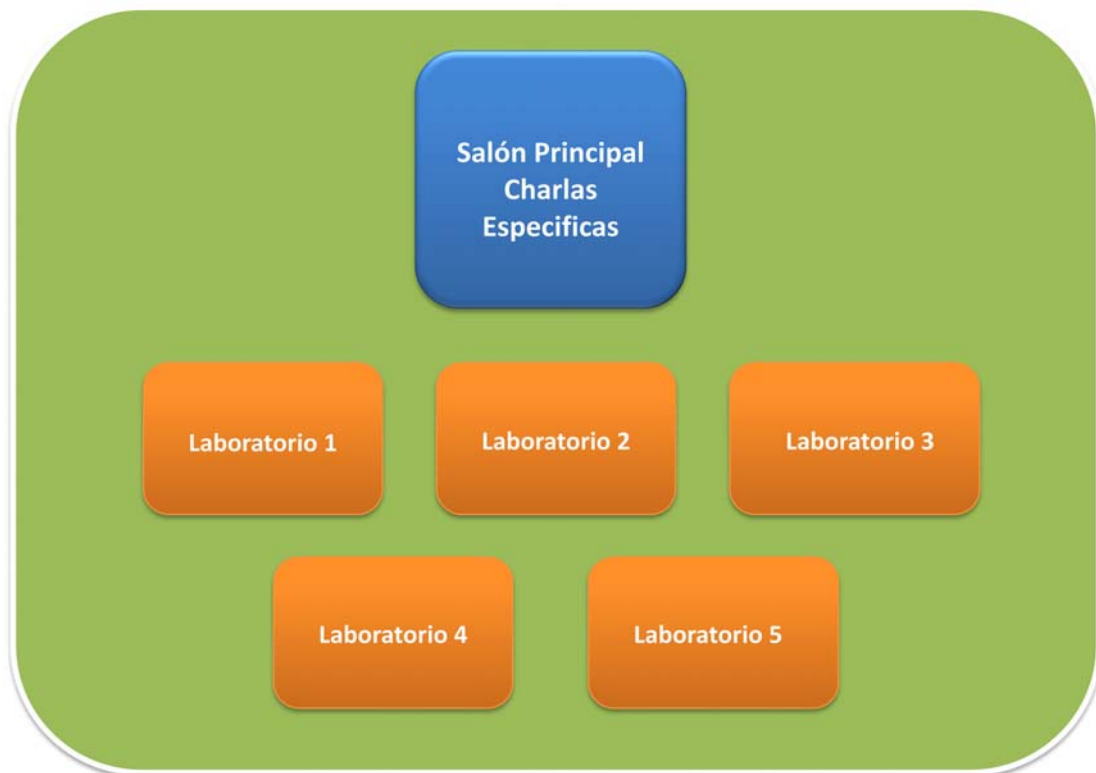 Salón Principal
Charlas
Especificas
Laboratorio 1
Laboratorio 2
Laboratorio 3
Laboratorio 4
Laboratorio 5